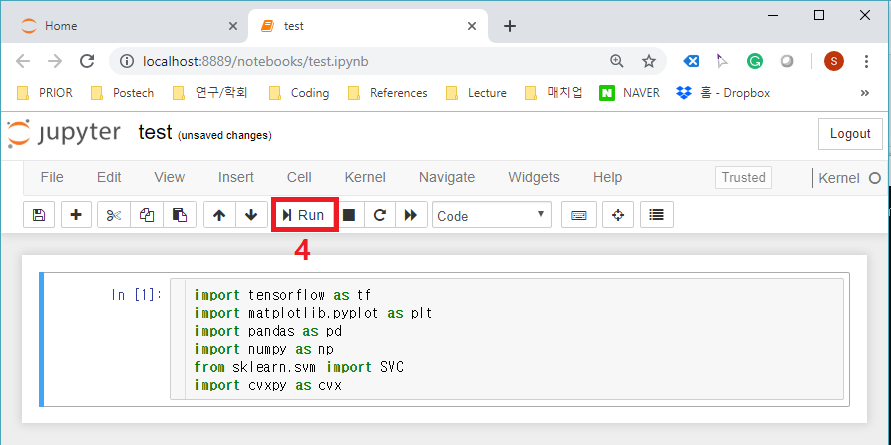 Home
test
localhost:8889/notebooks/test.ipynb
S
PRIOR Postech 연구/학회 Coding References Lecture 매치업 N NAVER 홈 - Dropbox »
jupyter test (unsaved changes) Logout
File Edit View Insert Cell Kernel Navigate Widgets Help Trusted Kernel
Run Code
4
In [1]: import tensorflow as tf
import matplotlib.pyplot as plt
import pandas as pd
import numpy as np
from sklearn.svm import SVC
import cvxpy as cvx